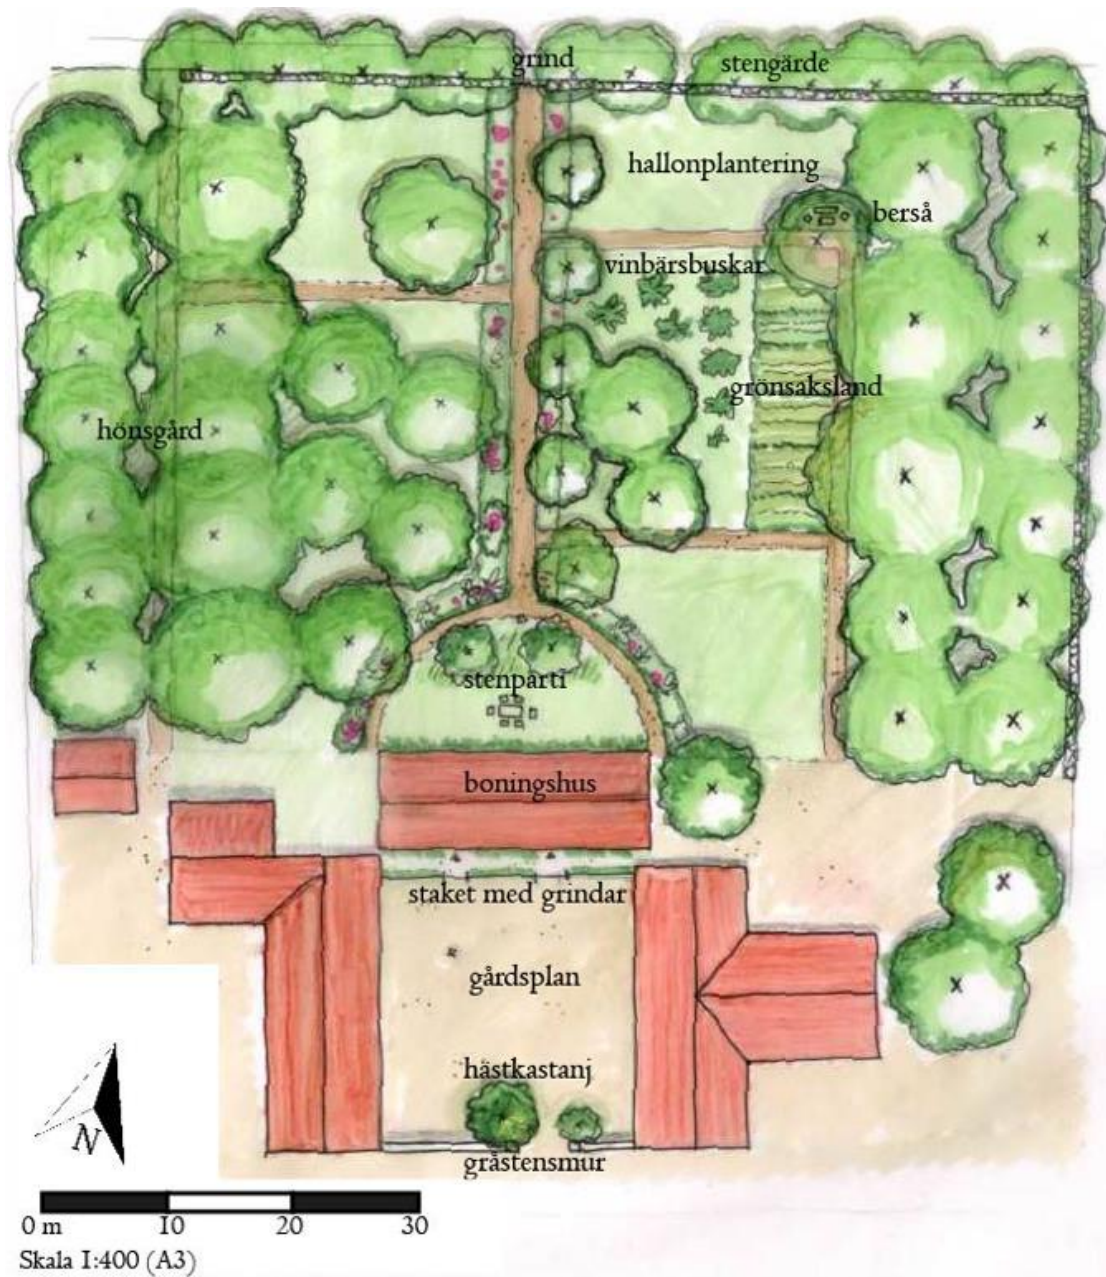 grind
stengärde
hallonplantering
berså
vinbärsbuskar
grönsaksland
hönsgård
stenparti
boningshus
staket med grindar
gårdsplan
hästkastanj
gråstensmur
N
0 m 10 20 30
Skala 1:400 (A3)